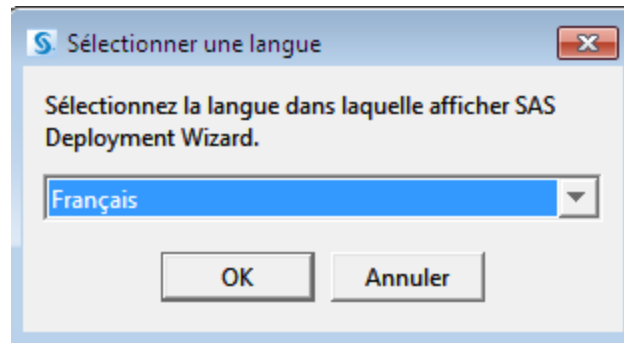 Sélectionner une langue
Sélectionnez la langue dans laquelle afficher SAS
Deployment Wizard.
Français
OK
Annuler